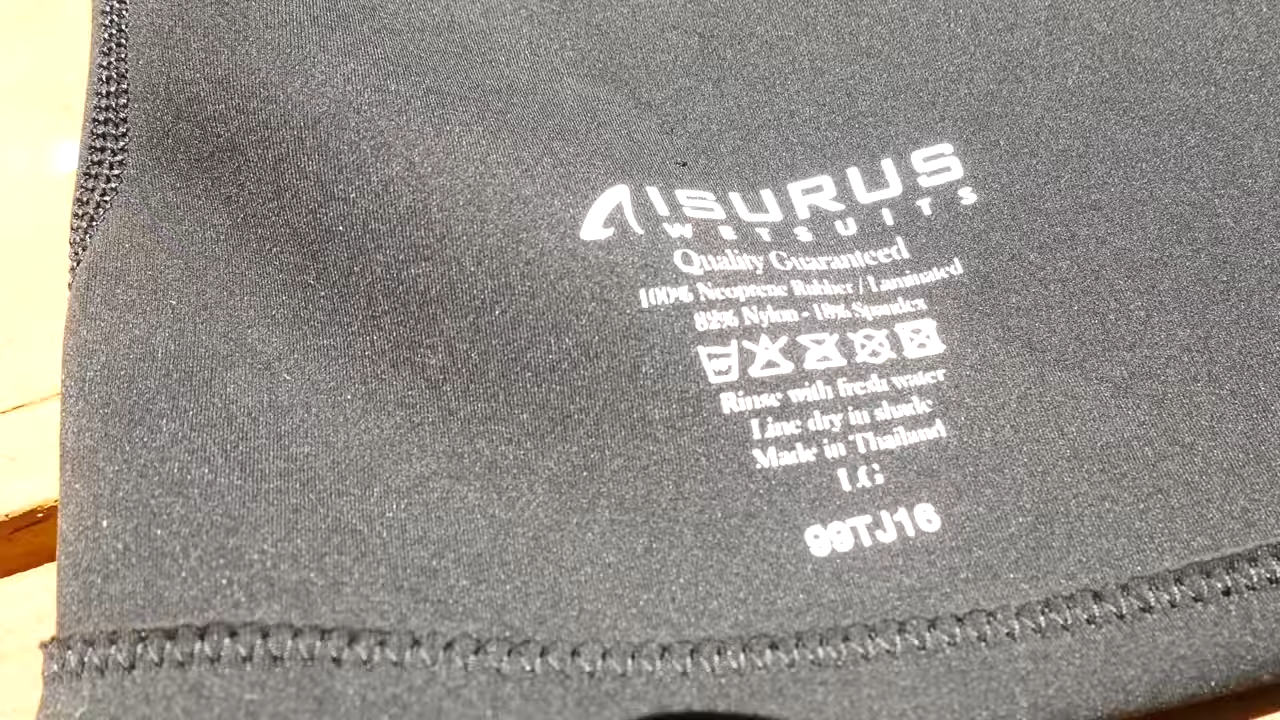 ISURUS
WETSUITS
Quality Guaranteed
100% Neoprene Rubber / Laminated
82% Nylon - 18% Spandex
Rinse with fresh water
Line dry in shade
Made in Thailand
LG
99TJ16